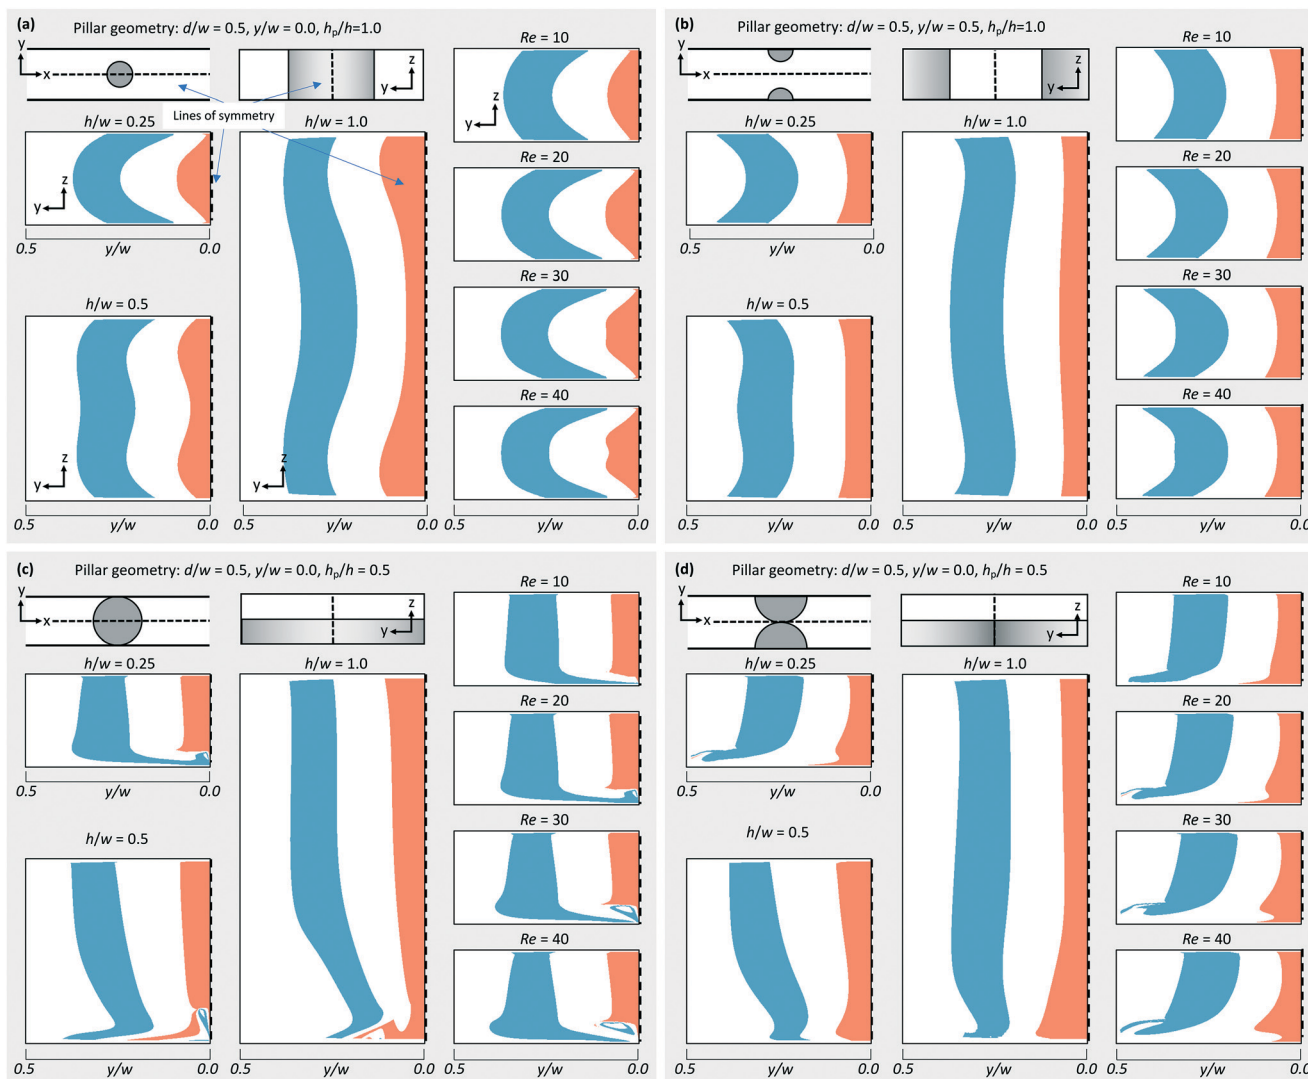 (a) Pillar geometry: d/w = 0.5, y/w = 0.0, hp/h=1.0
y
x
z
y
Lines of symmetry
h/w = 0.25
h/w = 1.0
z
y
0.5 y/w 0.0
h/w = 0.5
z
y
0.5 y/w 0.0
z
y
0.5 y/w 0.0
Re = 10
z
y
Re = 20
Re = 30
Re = 40
0.5 y/w 0.0
(b) Pillar geometry: d/w = 0.5, y/w = 0.5, hp/h=1.0
y
x
z
y
h/w = 0.25
h/w = 1.0
0.5 y/w 0.0
h/w = 0.5
0.5 y/w 0.0
0.5 y/w 0.0
Re = 10
Re = 20
Re = 30
Re = 40
0.5 y/w 0.0
(c) Pillar geometry: d/w = 0.5, y/w = 0.0, hp/h = 0.5
y
x
z
y
h/w = 0.25
h/w = 1.0
0.5 y/w 0.0
h/w = 0.5
0.5 y/w 0.0
0.5 y/w 0.0
Re = 10
Re = 20
Re = 30
Re = 40
0.5 y/w 0.0
(d) Pillar geometry: d/w = 0.5, y/w = 0.0, hp/h = 0.5
y
x
z
y
h/w = 0.25
h/w = 1.0
0.5 y/w 0.0
h/w = 0.5
0.5 y/w 0.0
0.5 y/w 0.0
Re = 10
Re = 20
Re = 30
Re = 40
0.5 y/w 0.0